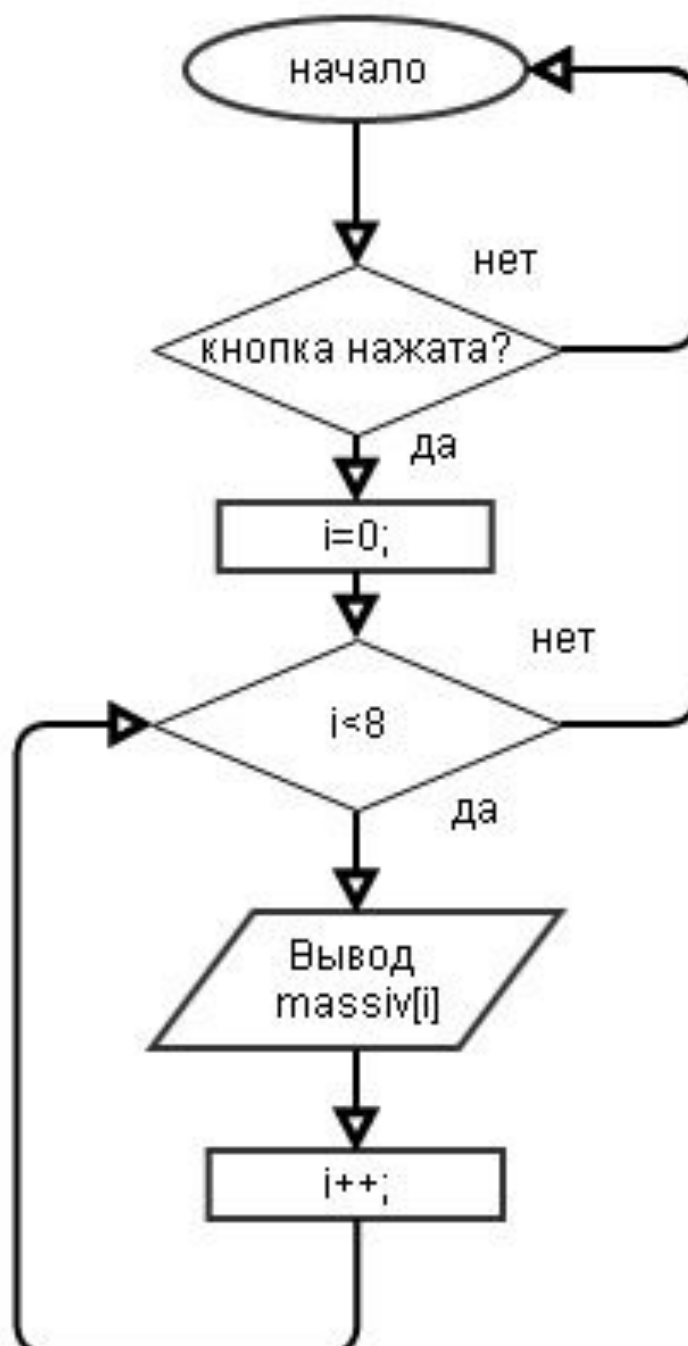 начало
нет
кнопка нажата?
да
i=0;
нет
i<8
да
Вывод
massiv[i]
i++;